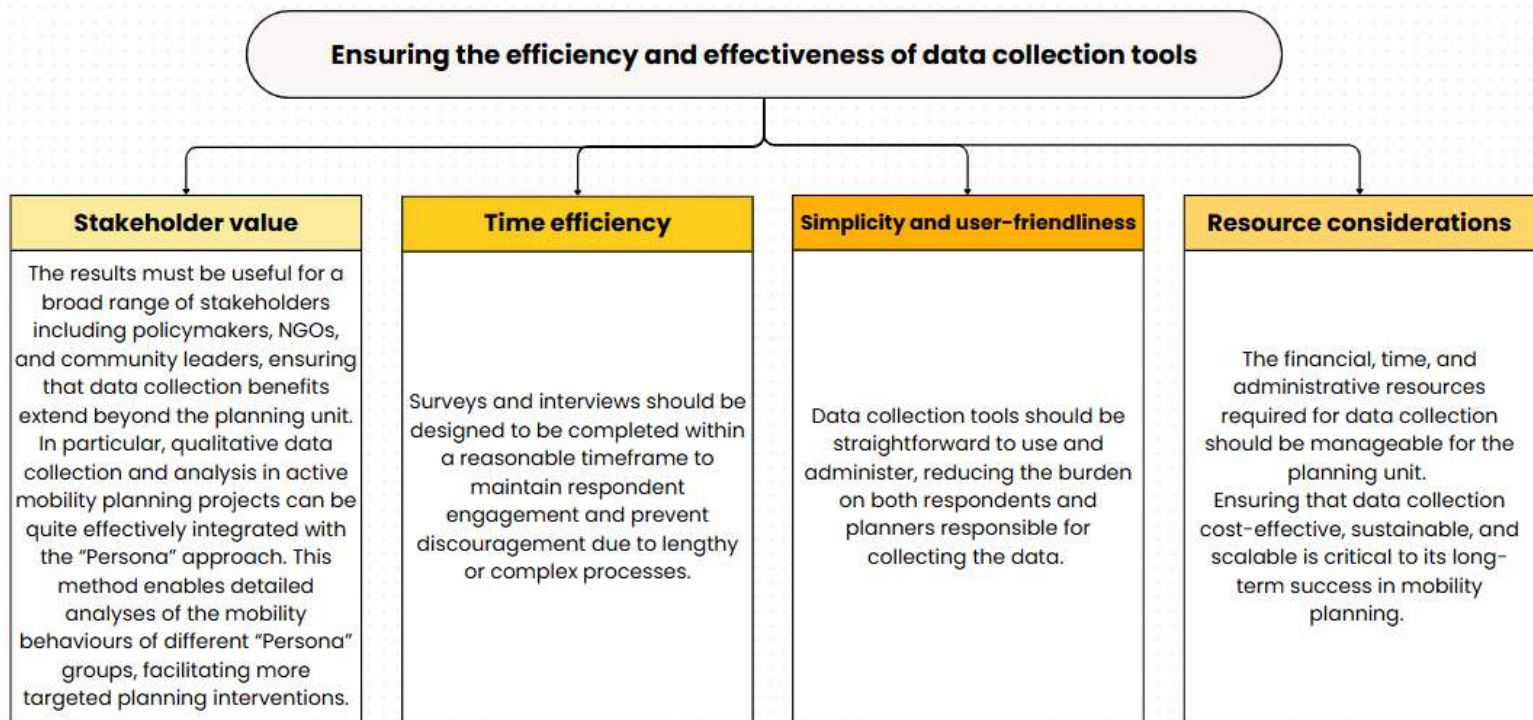 Ensuring the efficiency and effectiveness of data collection tools
Stakeholder value
The results must be useful for a
broad range of stakeholders
including policymakers, NGOs,
and community leaders, ensuring
that data collection benefits
extend beyond the planning unit.
In particular, qualitative data
collection and analysis in active
mobility planning projects can be
quite effectively integrated with
the “Persona” approach. This
method enables detailed
analyses of the mobility
behaviours of different “Persona”
groups, facilitating more
targeted planning interventions.
Time efficiency
Surveys and interviews should be
designed to be completed within
a reasonable timeframe to
maintain respondent
engagement and prevent
discouragement due to lengthy
or complex processes.
Simplicity and user-friendliness
Data collection tools should be
straightforward to use and
administer, reducing the burden
on both respondents and
planners responsible for
collecting the data.
Resource considerations
The financial, time, and
administrative resources
required for data collection
should be manageable for the
planning unit.
Ensuring that data collection
cost-effective, sustainable, and
scalable is critical to its long-
term success in mobility
planning.